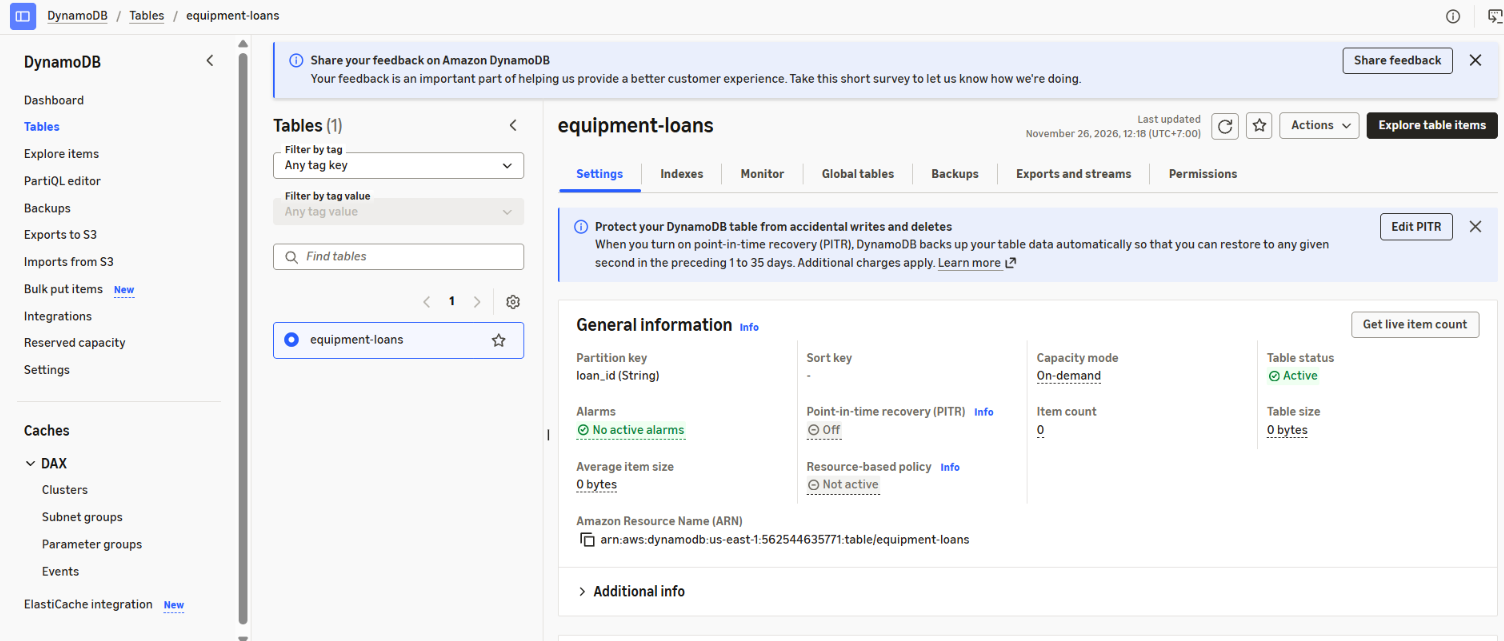 DynamoDB / Tables / equipment-loans
DynamoDB
Dashboard
Tables
Explore items
PartiQL editor
Backups
Exports to S3
Imports from S3
Bulk put items New
Integrations
Reserved capacity
Settings
Caches
DAX
Clusters
Subnet groups
Parameter groups
Events
ElastiCache integration New
Share your feedback on Amazon DynamoDB
Your feedback is an important part of helping us provide a better customer experience. Take this short survey to let us know how we're doing.
Share feedback
Tables (1)
Filter by tag
Any tag key
Filter by tag value
Any tag value
Find tables
1
equipment-loans
equipment-loans
Last updated
November 26, 2026, 12:18 (UTC+7:00)
Actions
Explore table items
Settings
Indexes
Monitor
Global tables
Backups
Exports and streams
Permissions
Protect your DynamoDB table from accidental writes and deletes
When you turn on point-in-time recovery (PITR), DynamoDB backs up your table data automatically so that you can restore to any given
second in the preceding 1 to 35 days. Additional charges apply. Learn more
Edit PITR
General information Info
Get live item count
Partition key
loan_id (String)
Sort key
-
Capacity mode
On-demand
Table status
Active
Alarms
No active alarms
Point-in-time recovery (PITR) Info
Off
Item count
0
Table size
0 bytes
Average item size
0 bytes
Resource-based policy Info
Not active
Amazon Resource Name (ARN)
arn:aws:dynamodb:us-east-1:562544635771:table/equipment-loans
Additional info